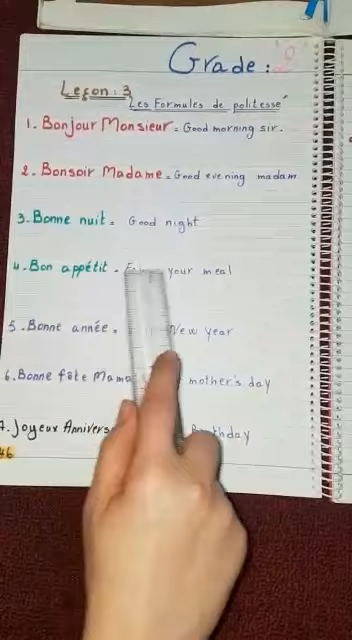 Grade: 2
Leçon: 3
Les Formules de politesse
1. Bonjour Monsieur = Good morning sir.
2. Bonsoir Madame = Good evening madam
3. Bonne nuit = Good night
4. Bon appétit = your meal
5. Bonne année = New year
6. Bonne fête Mama mother's day
7. Joyeux
46